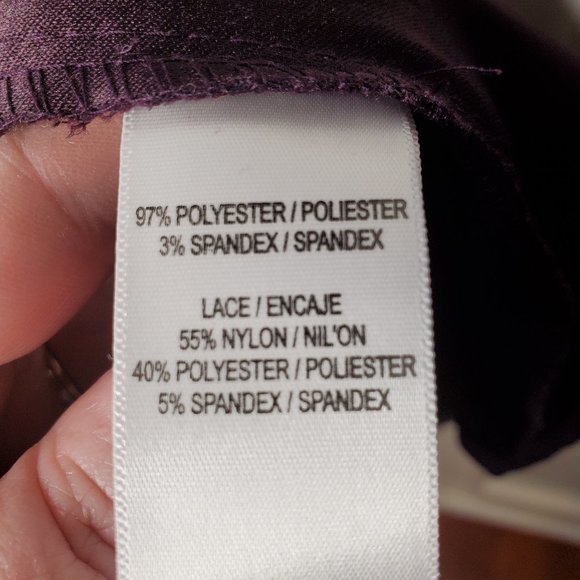 97% POLYESTER / POLIESTER
3% SPANDEX / SPANDEX
LACE / ENCAJE
55% NYLON / NIL'ON
40% POLYESTER / POLIESTER
5% SPANDEX / SPANDEX